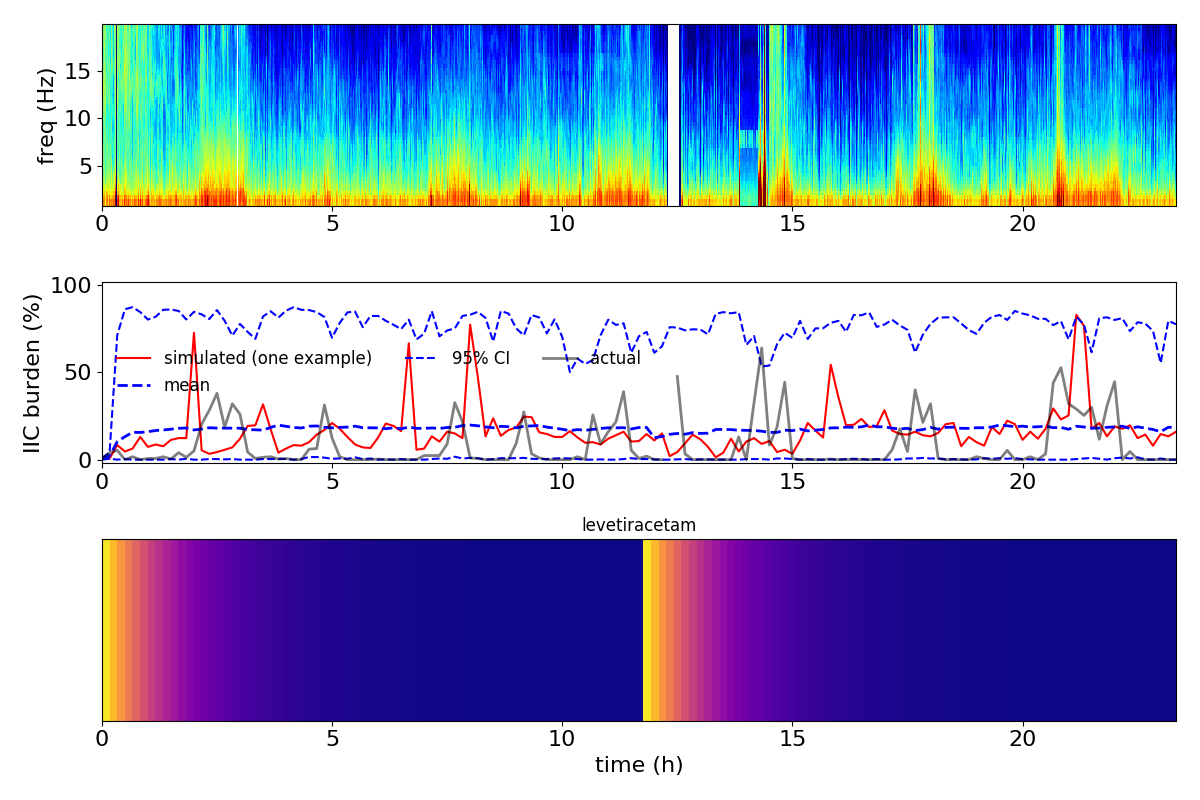 freq (Hz)
15
10
5
0 5 10 15 20
IIC burden (%)
100
50
0
simulated (one example) 95% CI actual
mean
0 5 10 15 20
levetiracetam
0 5 10 15 20
time (h)